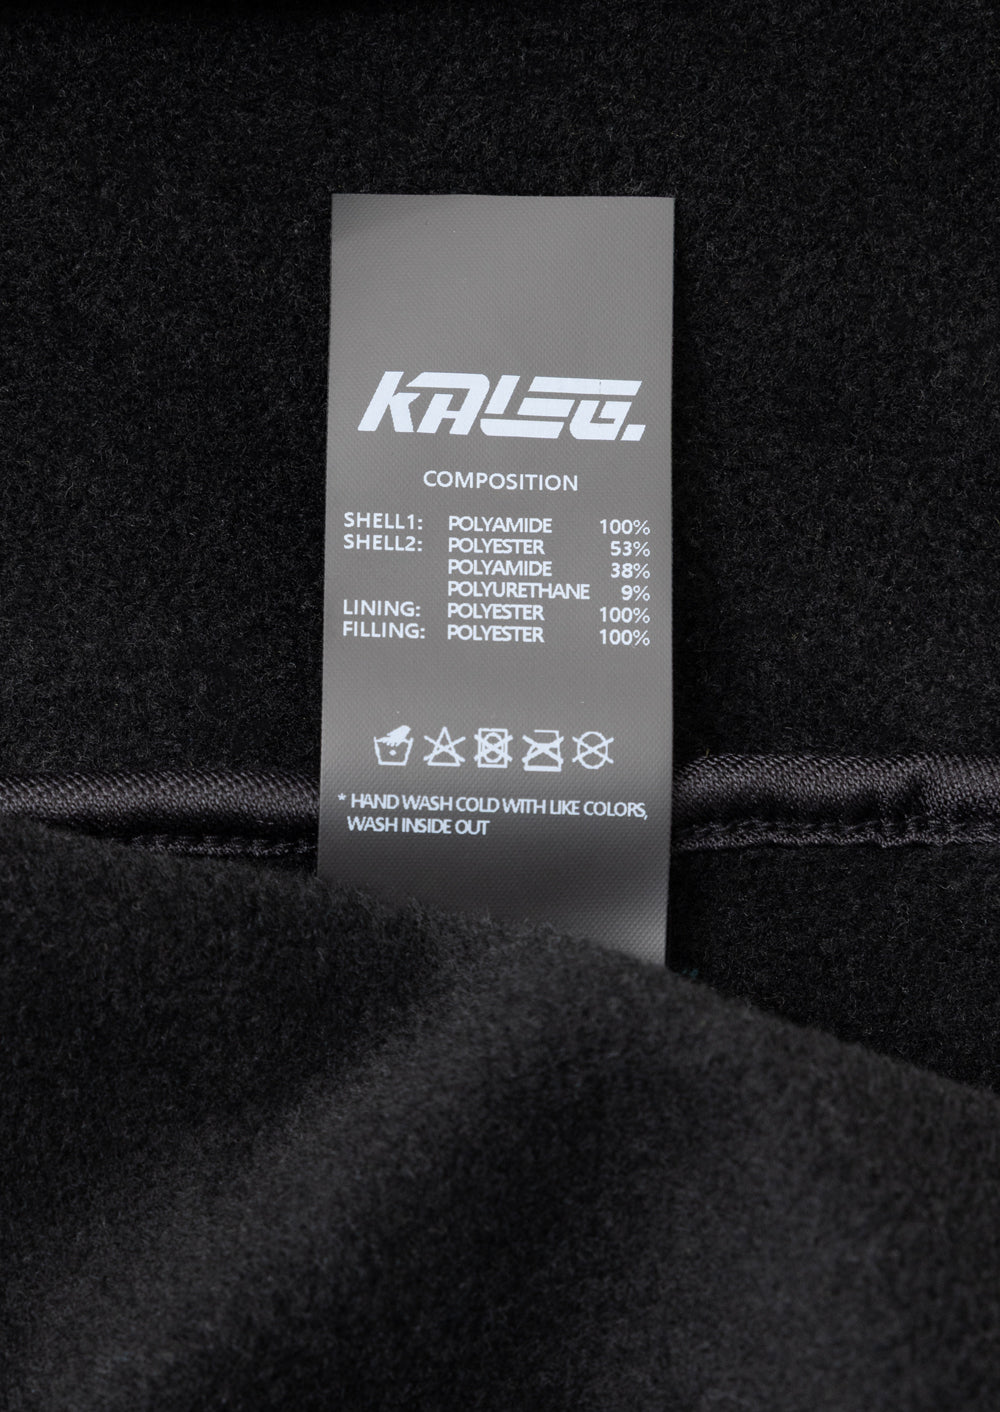 KALEG.
COMPOSITION
SHELL1: POLYAMIDE 100%
SHELL2: POLYESTER 53%
POLYAMIDE 38%
POLYURETHANE 9%
LINING: POLYESTER 100%
FILLING: POLYESTER 100%
* HAND WASH COLD WITH LIKE COLORS,
WASH INSIDE OUT